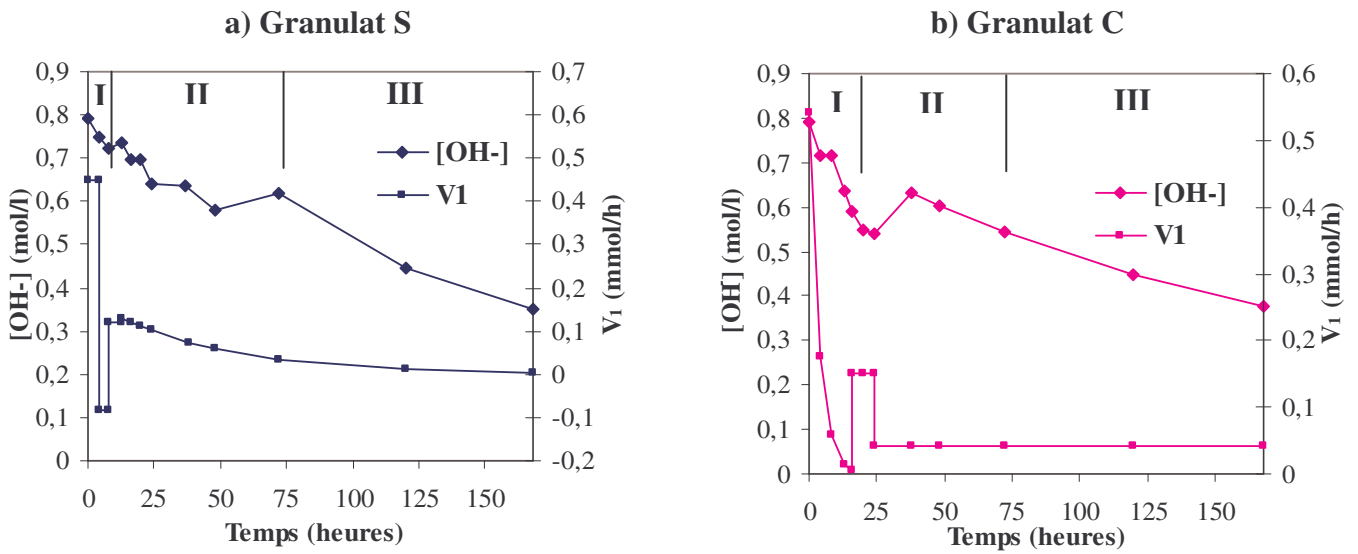 a) Granulat S
0,9
0,8
0,7
0,6
0,5
0,4
0,3
0,2
0,1
0
[OH-] (mol/l)
I
II
III
[OH-]
V1
0,7
0,6
0,5
0,4
0,3
0,2
0,1
0
-0,1
-0,2
V1 (mmol/h)
0 25 50 75 100 125 150
Temps (heures)
b) Granulat C
0,9
0,8
0,7
0,6
0,5
0,4
0,3
0,2
0,1
0
[OH-] (mol/l)
I
II
III
[OH-]
V1
0,6
0,5
0,4
0,3
0,2
0,1
0
V1 (mmol/h)
0 25 50 75 100 125 150
Temps (heures)